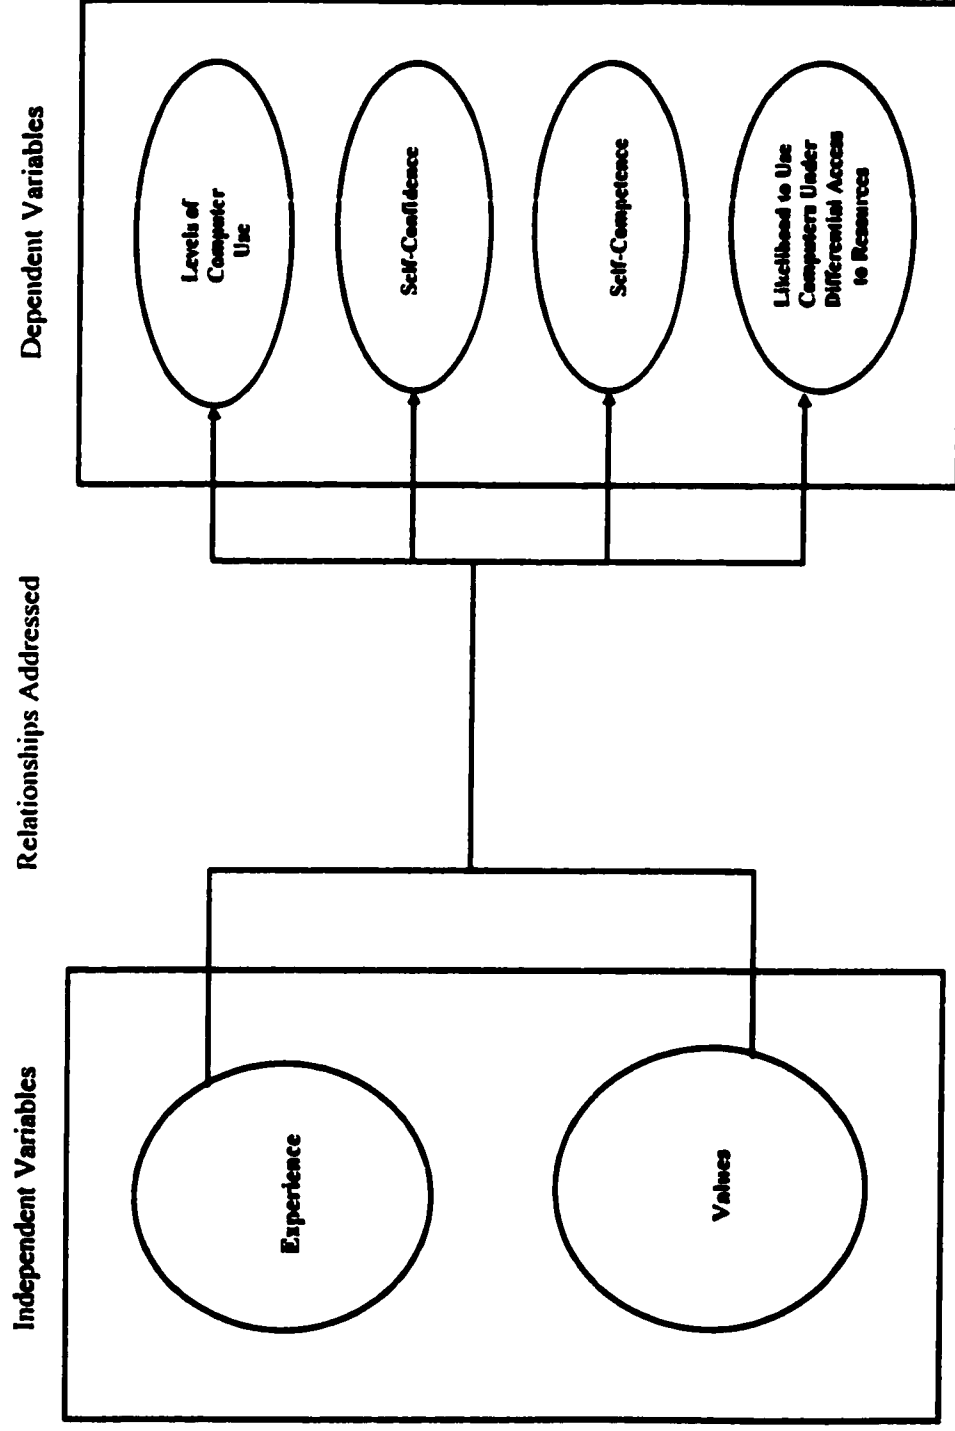 Independent Variables
Relationships Addressed
Dependent Variables
Experience
Values
Levels of
Computer
Use
Self-Confidence
Self-Competence
Likelihood to Use
Computers Under
Differential Access
to Resources